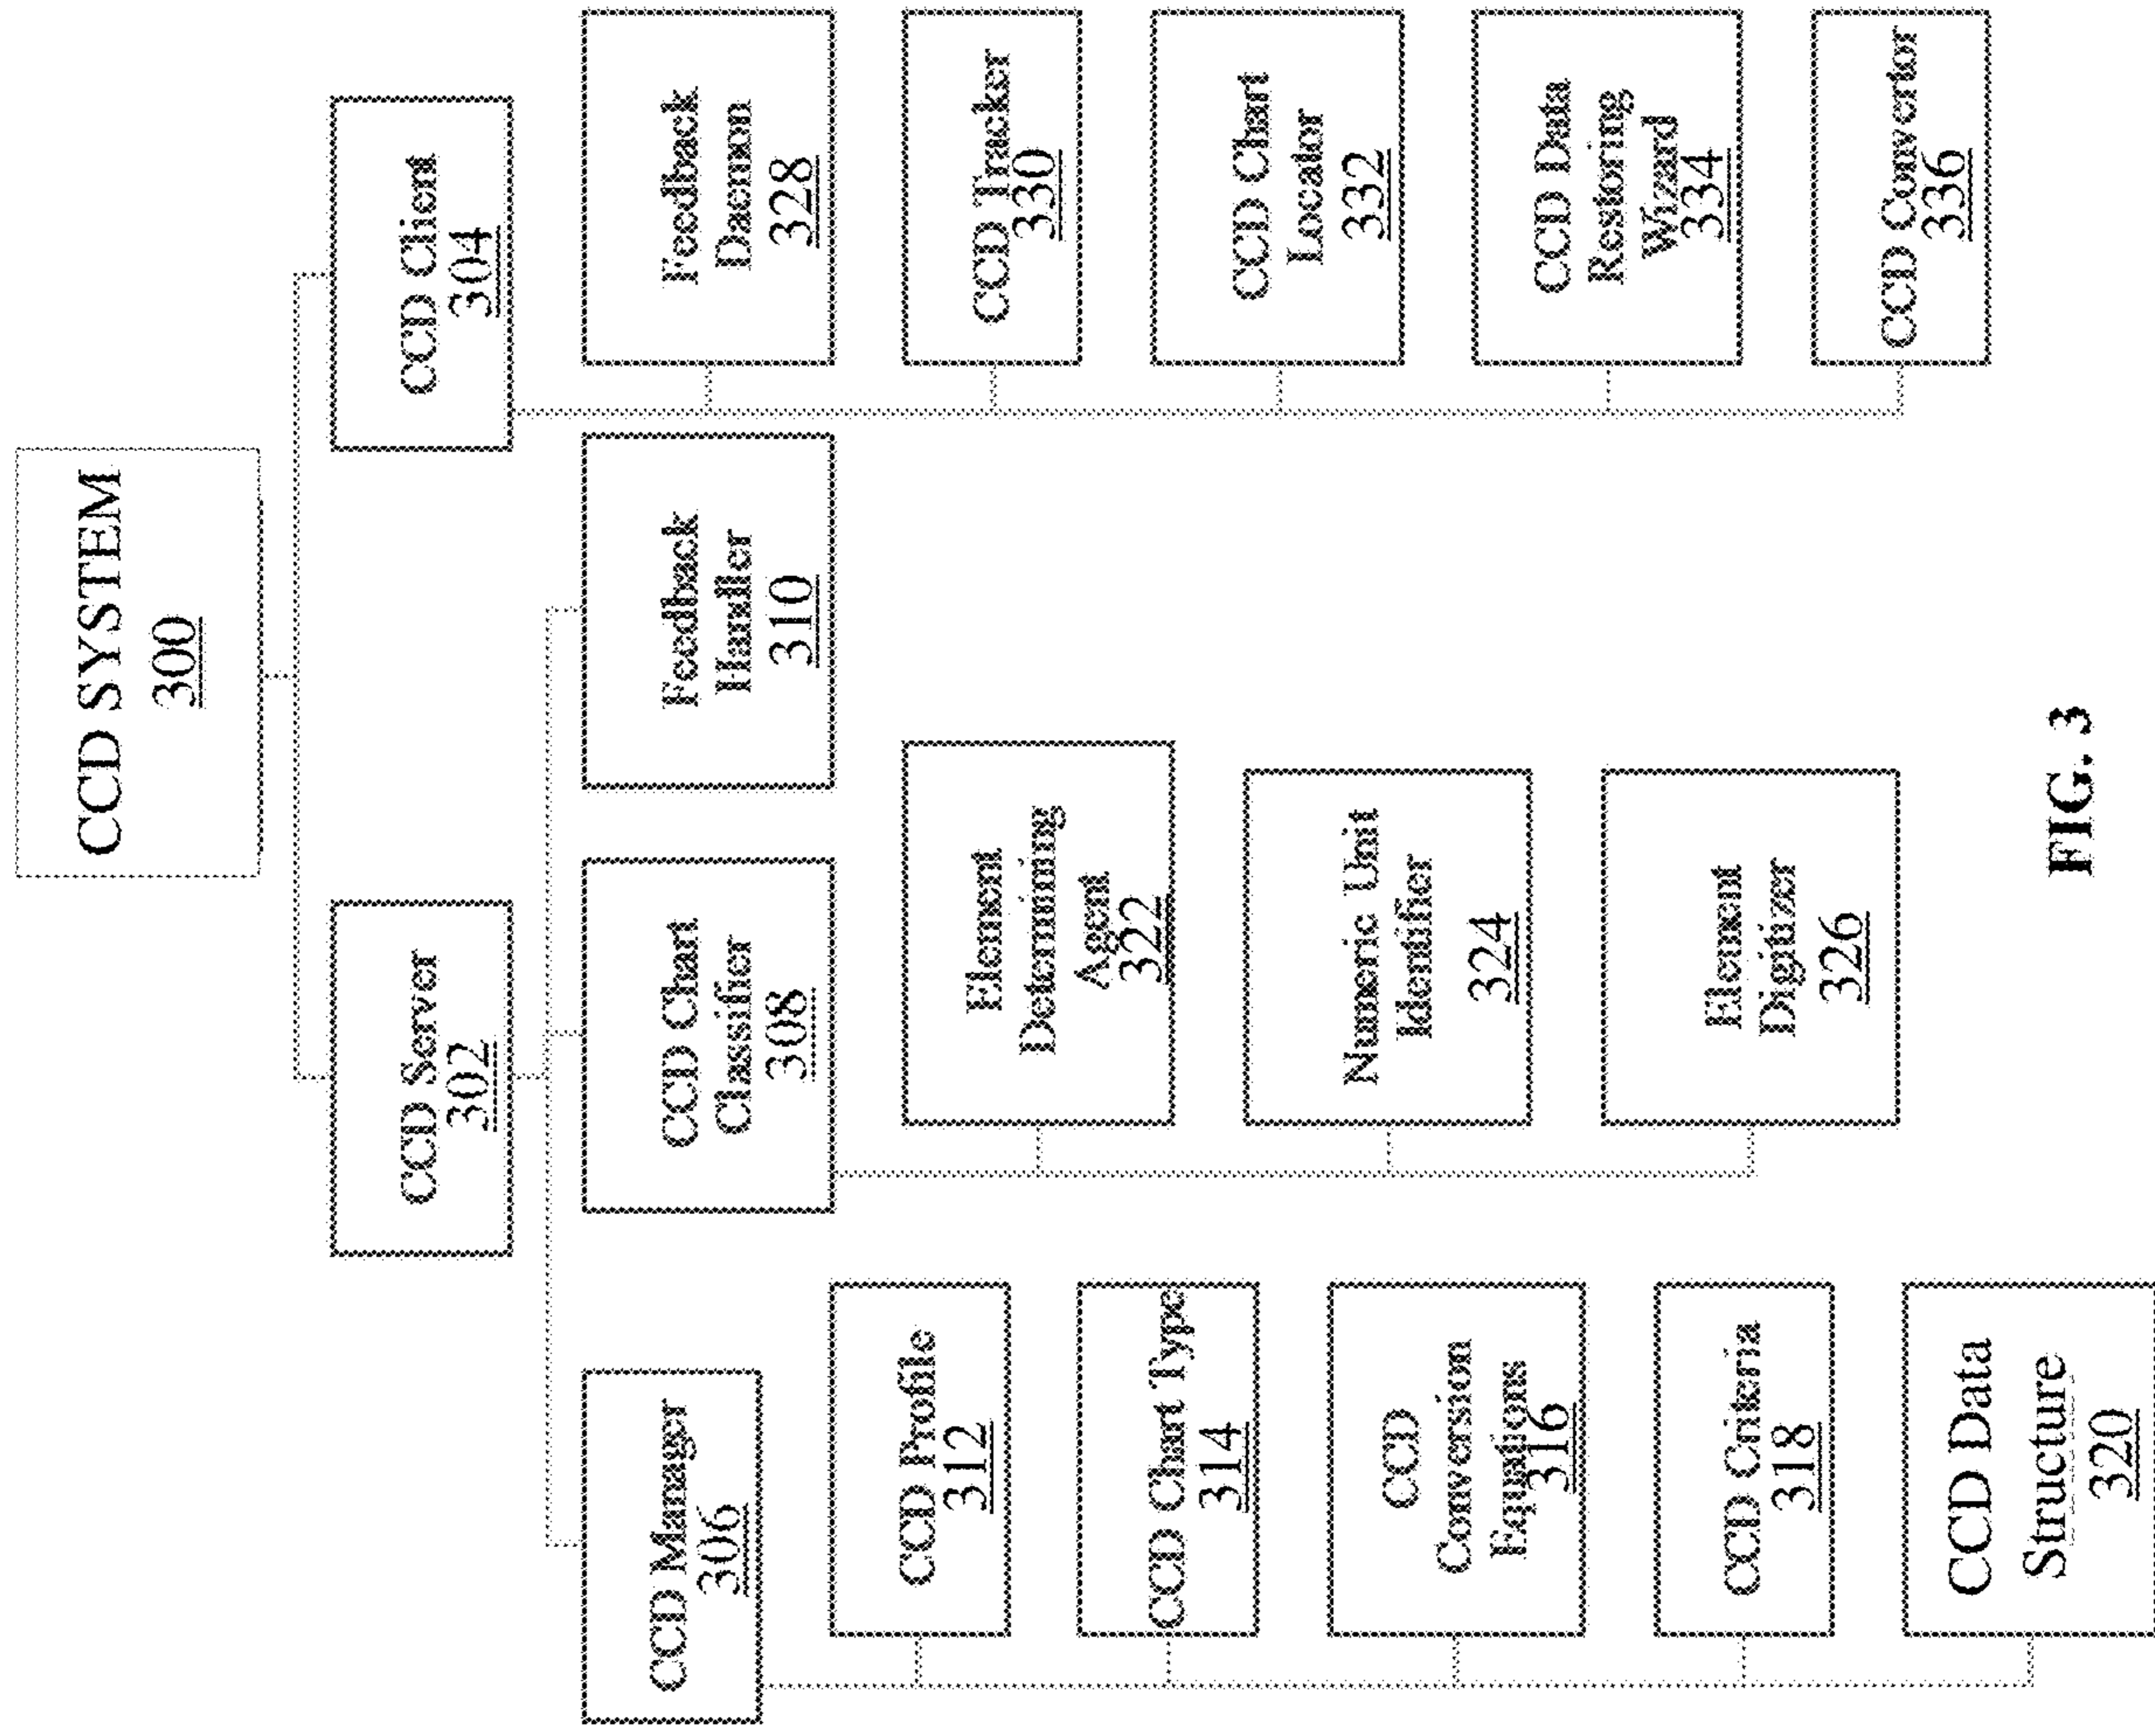 CCD SYSTEM
300
CCD Server
302
CCD Client
304
CCD Manager
306
CCD Chart
Classifier
308
Feedback
Handler
310
CCD Profile
312
CCD Chart Type
314
CCD
Conversion
Equations
316
CCD Criteria
318
CCD Data
Structure
320
Element
Determining
Agent
322
Numeric Unit
Identifier
324
Element
Digitizer
326
Feedback
Daemon
328
CCD Tracker
330
CCD Chart
Locator
332
CCD Data
Restoring
Wizard
334
CCD Convertor
336
FIG. 3